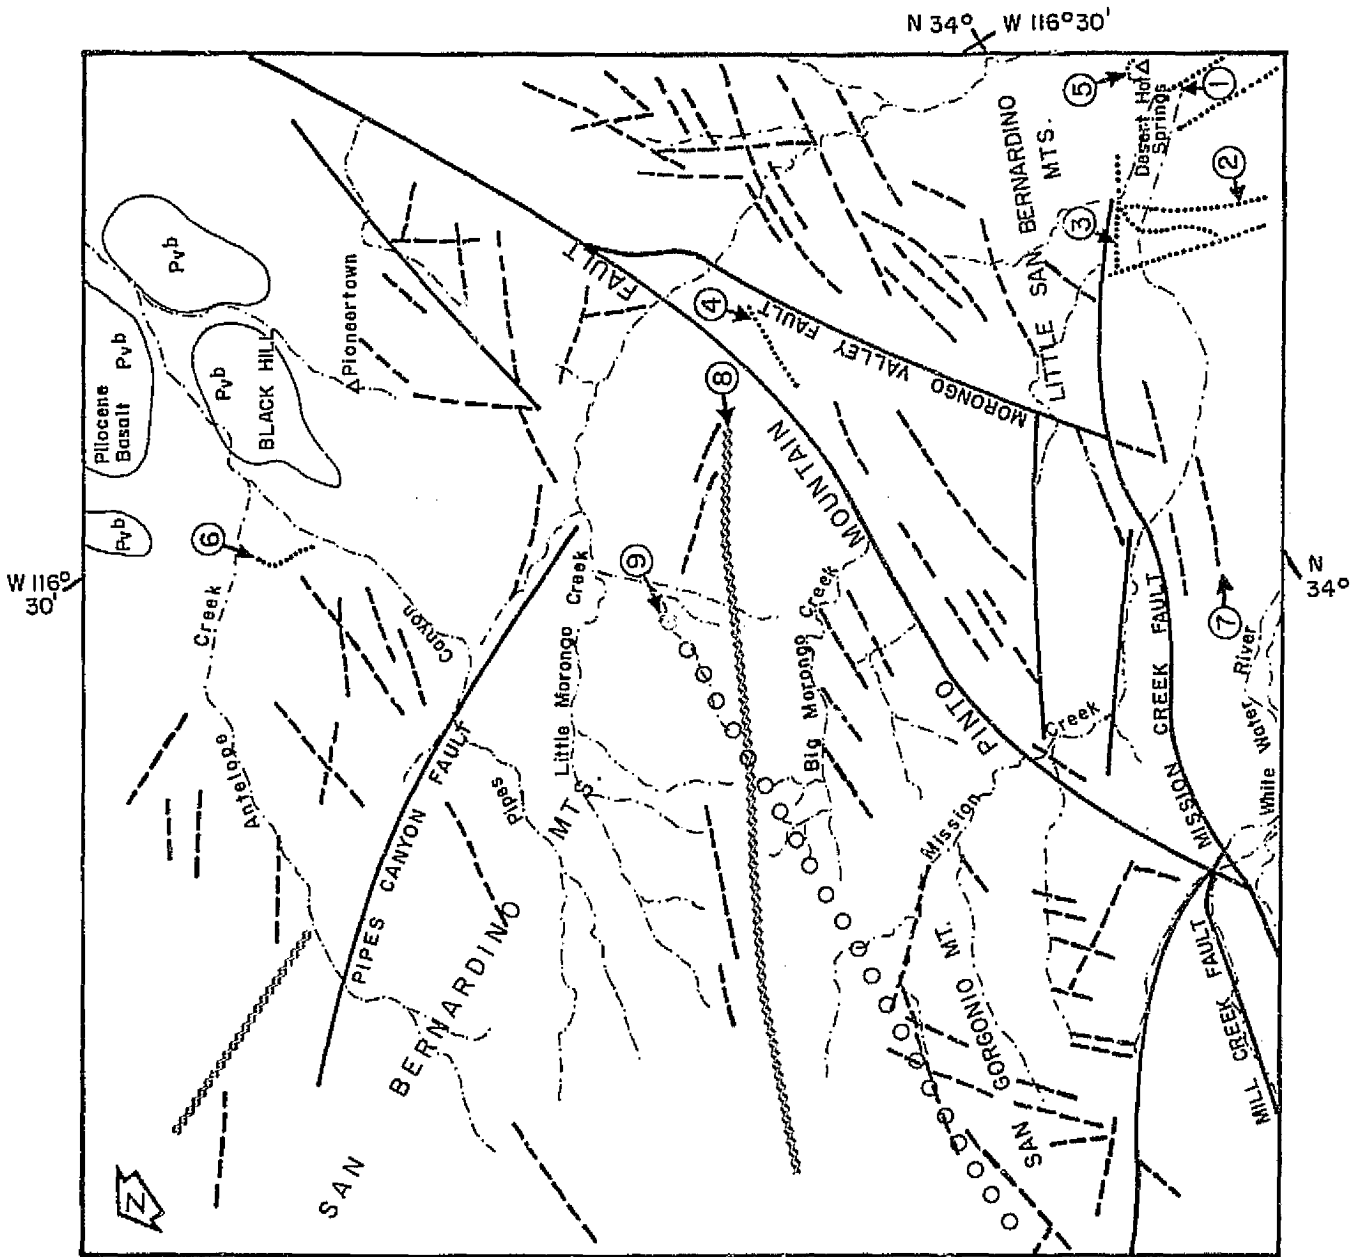 N 34° W 116°30'
5
Desert Hot
Springs
1
LITTLE SAN BERNARDINO
MTS.
2
3
Pvb
Pioneertown
FAULT
4
MORONGO VALLEY FAULT
Pliocene
Basalt
Pvb
Pvb
BLACK HILL
8
Pvb
6
W 116°
30'
N
34°
PINTO MOUNTAIN
9
7
Antelope Creek
Pipes Canyon
Little Morongo Creek
Big Morongo Creek
MISSION CREEK FAULT
White Water River
PIPES CANYON FAULT
Mission Creek
SAN BERNARDINO MTS.
SAN GORGONIO MT.
MILL CREEK FAULT
N